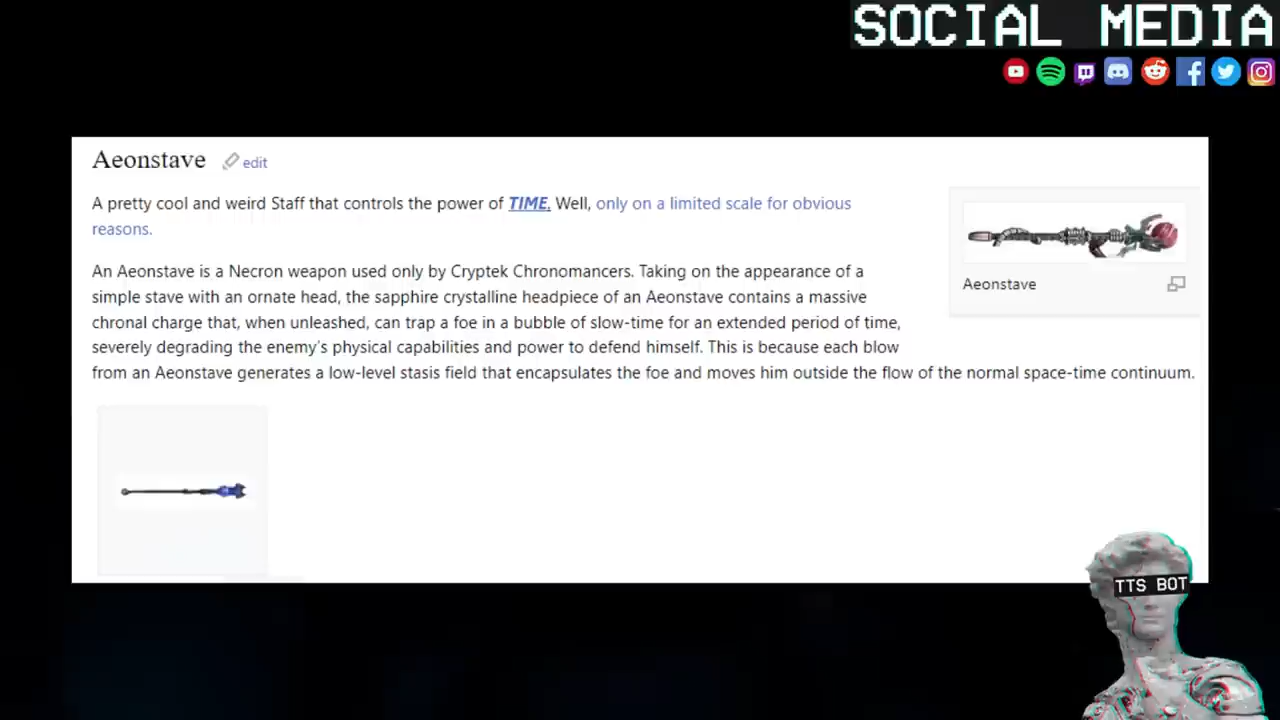 SOCIAL MEDIA
Aeonstave edit
A pretty cool and weird Staff that controls the power of TIME. Well, only on a limited scale for obvious
reasons.
An Aeonstave is a Necron weapon used only by Cryptek Chronomancers. Taking on the appearance of a
simple stave with an ornate head, the sapphire crystalline headpiece of an Aeonstave contains a massive
chronal charge that, when unleashed, can trap a foe in a bubble of slow-time for an extended period of time,
severely degrading the enemy's physical capabilities and power to defend himself. This is because each blow
from an Aeonstave generates a low-level stasis field that encapsulates the foe and moves him outside the flow of the normal space-time continuum.
Aeonstave
TTS BOT